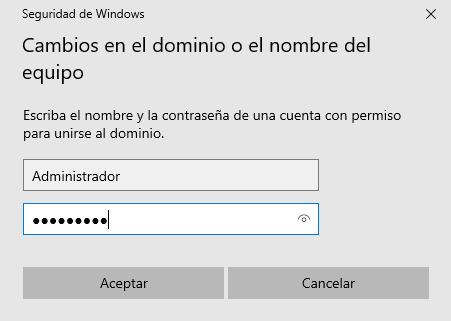 Seguridad de Windows
Cambios en el dominio o el nombre del
equipo
Escriba el nombre y la contraseña de una cuenta con permiso
para unirse al dominio.
Administrador
●●●●●●●●●
Aceptar
Cancelar